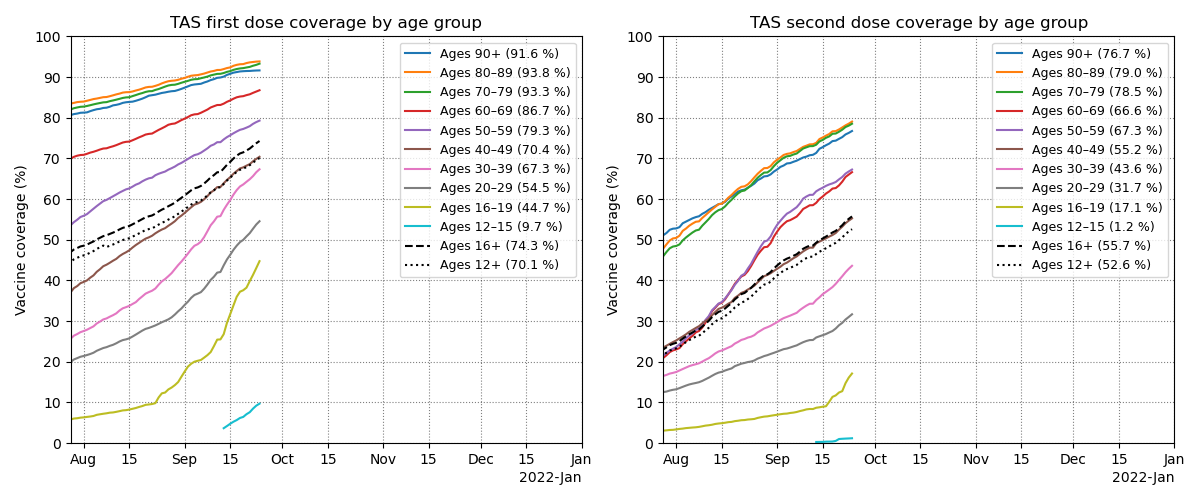 TAS first dose coverage by age group
Vaccine coverage (%)
100
90
80
70
60
50
40
30
20
10
0
Aug 15 Sep 15 Oct 15 Nov 15 Dec 15 Jan
2022-Jan
Ages 90+ (91.6 %)
Ages 80–89 (93.8 %)
Ages 70–79 (93.3 %)
Ages 60–69 (86.7 %)
Ages 50–59 (79.3 %)
Ages 40–49 (70.4 %)
Ages 30–39 (67.3 %)
Ages 20–29 (54.5 %)
Ages 16–19 (44.7 %)
Ages 12–15 (9.7 %)
Ages 16+ (74.3 %)
Ages 12+ (70.1 %)
TAS second dose coverage by age group
Vaccine coverage (%)
100
90
80
70
60
50
40
30
20
10
0
Aug 15 Sep 15 Oct 15 Nov 15 Dec 15 Jan
2022-Jan
Ages 90+ (76.7 %)
Ages 80–89 (79.0 %)
Ages 70–79 (78.5 %)
Ages 60–69 (66.6 %)
Ages 50–59 (67.3 %)
Ages 40–49 (55.2 %)
Ages 30–39 (43.6 %)
Ages 20–29 (31.7 %)
Ages 16–19 (17.1 %)
Ages 12–15 (1.2 %)
Ages 16+ (55.7 %)
Ages 12+ (52.6 %)